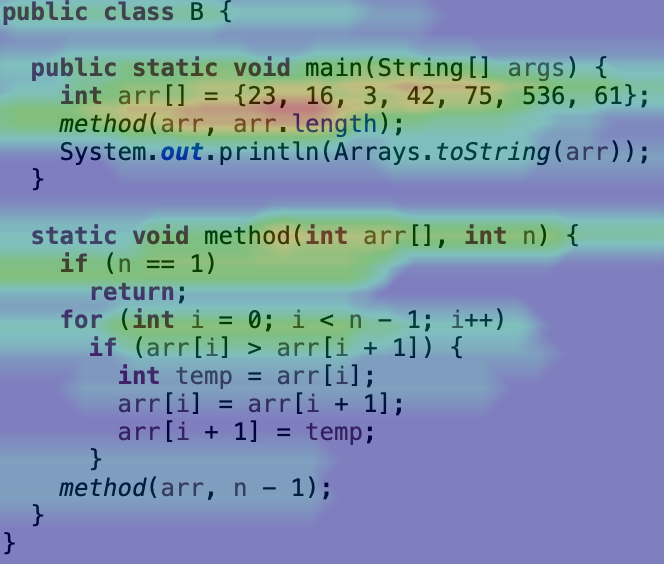 public class B {
public static void main(String[] args) {
int arr[] = {23, 16, 3, 42, 75, 536, 61};
method(arr, arr.length);
System.out.println(Arrays.toString(arr));
}
static void method(int arr[], int n) {
if (n == 1)
return;
for (int i = 0; i < n - 1; i++)
if (arr[i] > arr[i + 1]) {
int temp = arr[i];
arr[i] = arr[i + 1];
arr[i + 1] = temp;
}
method(arr, n - 1);
}
}